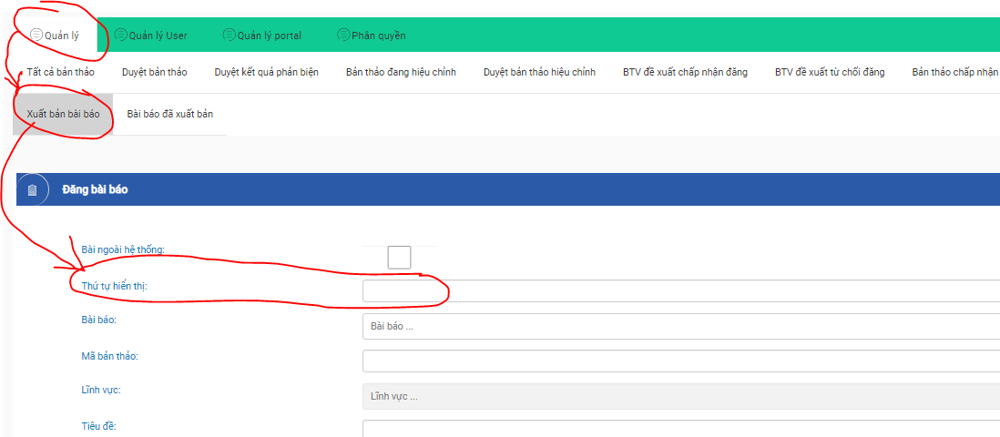 Quản lý Quản lý User Quản lý portal Phân quyền
Tất cả bản thảo Duyệt bản thảo Duyệt kết quả phản biện Bản thảo đang hiệu chỉnh Duyệt bản thảo hiệu chỉnh BTV đề xuất chấp nhận đăng BTV đề xuất từ chối đăng Bản thảo chấp nhận
Xuất bản bài báo Bài báo đã xuất bản
Đăng bài báo
Bài ngoài hệ thống:
Thứ tự hiển thị:
Bài báo: Bài báo ...
Mã bản thảo:
Lĩnh vực: Lĩnh vực ...
Tiêu đề: